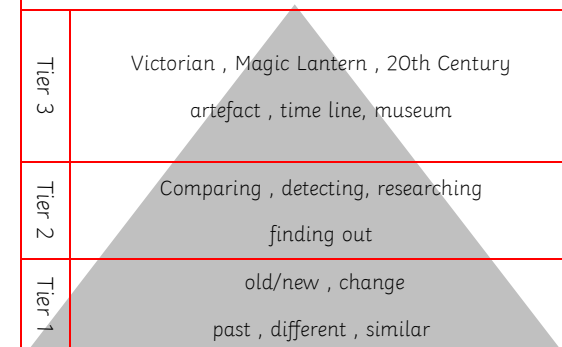 Tier 3
Victorian , Magic Lantern , 20th Century
artefact , time line, museum
Tier 2
Comparing , detecting, researching
finding out
Tier 1
old/new , change
past , different , similar